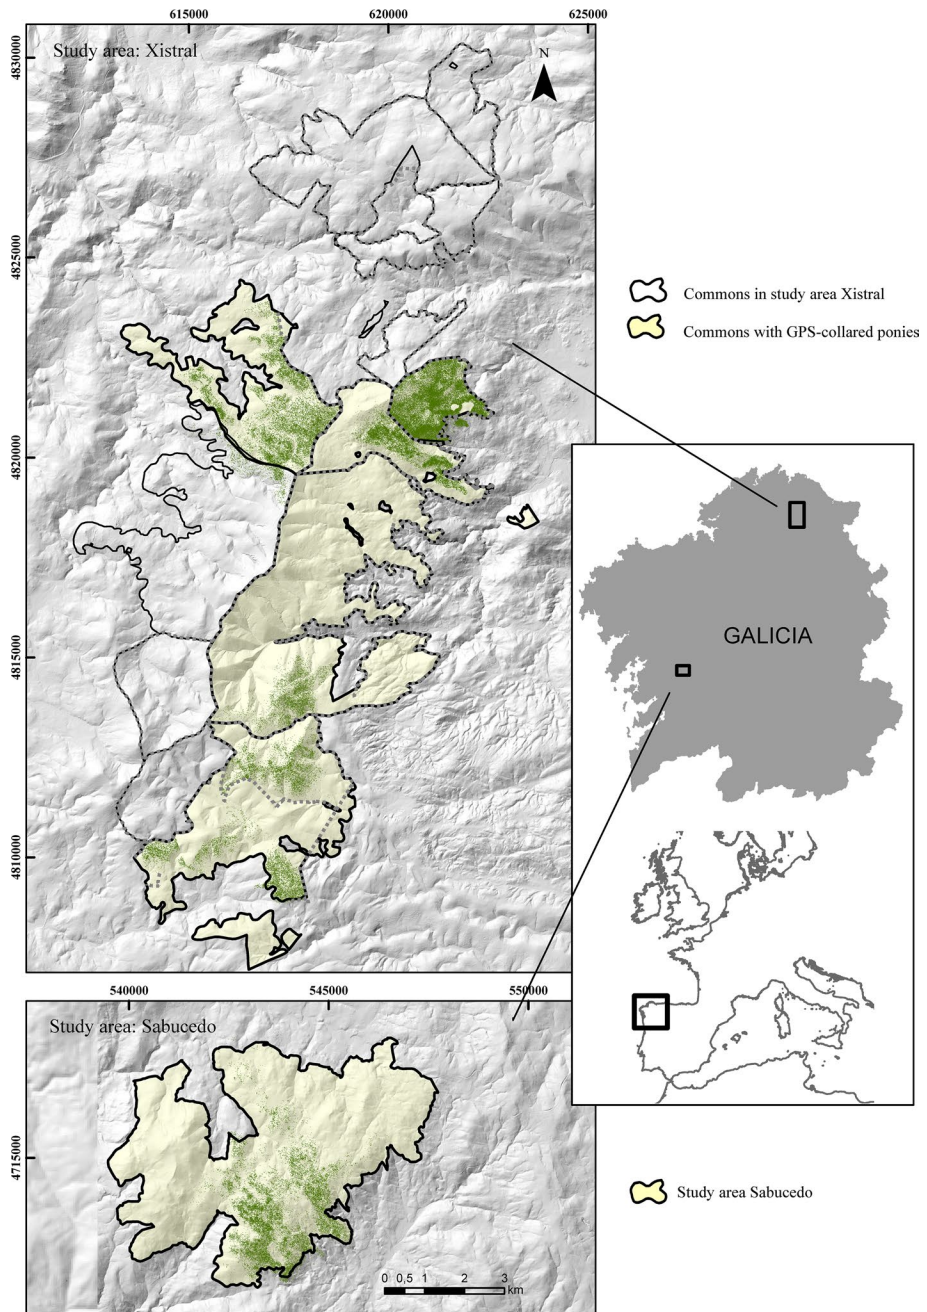 615000 620000 625000
Study area: Xistral
N
4830000
4825000
4820000
4815000
4810000
Commons in study area Xistral
Commons with GPS-collared ponies
GALICIA
540000 545000 550000
Study area: Sabucedo
4715000
Study area Sabucedo
0 0,5 1 2 3
km